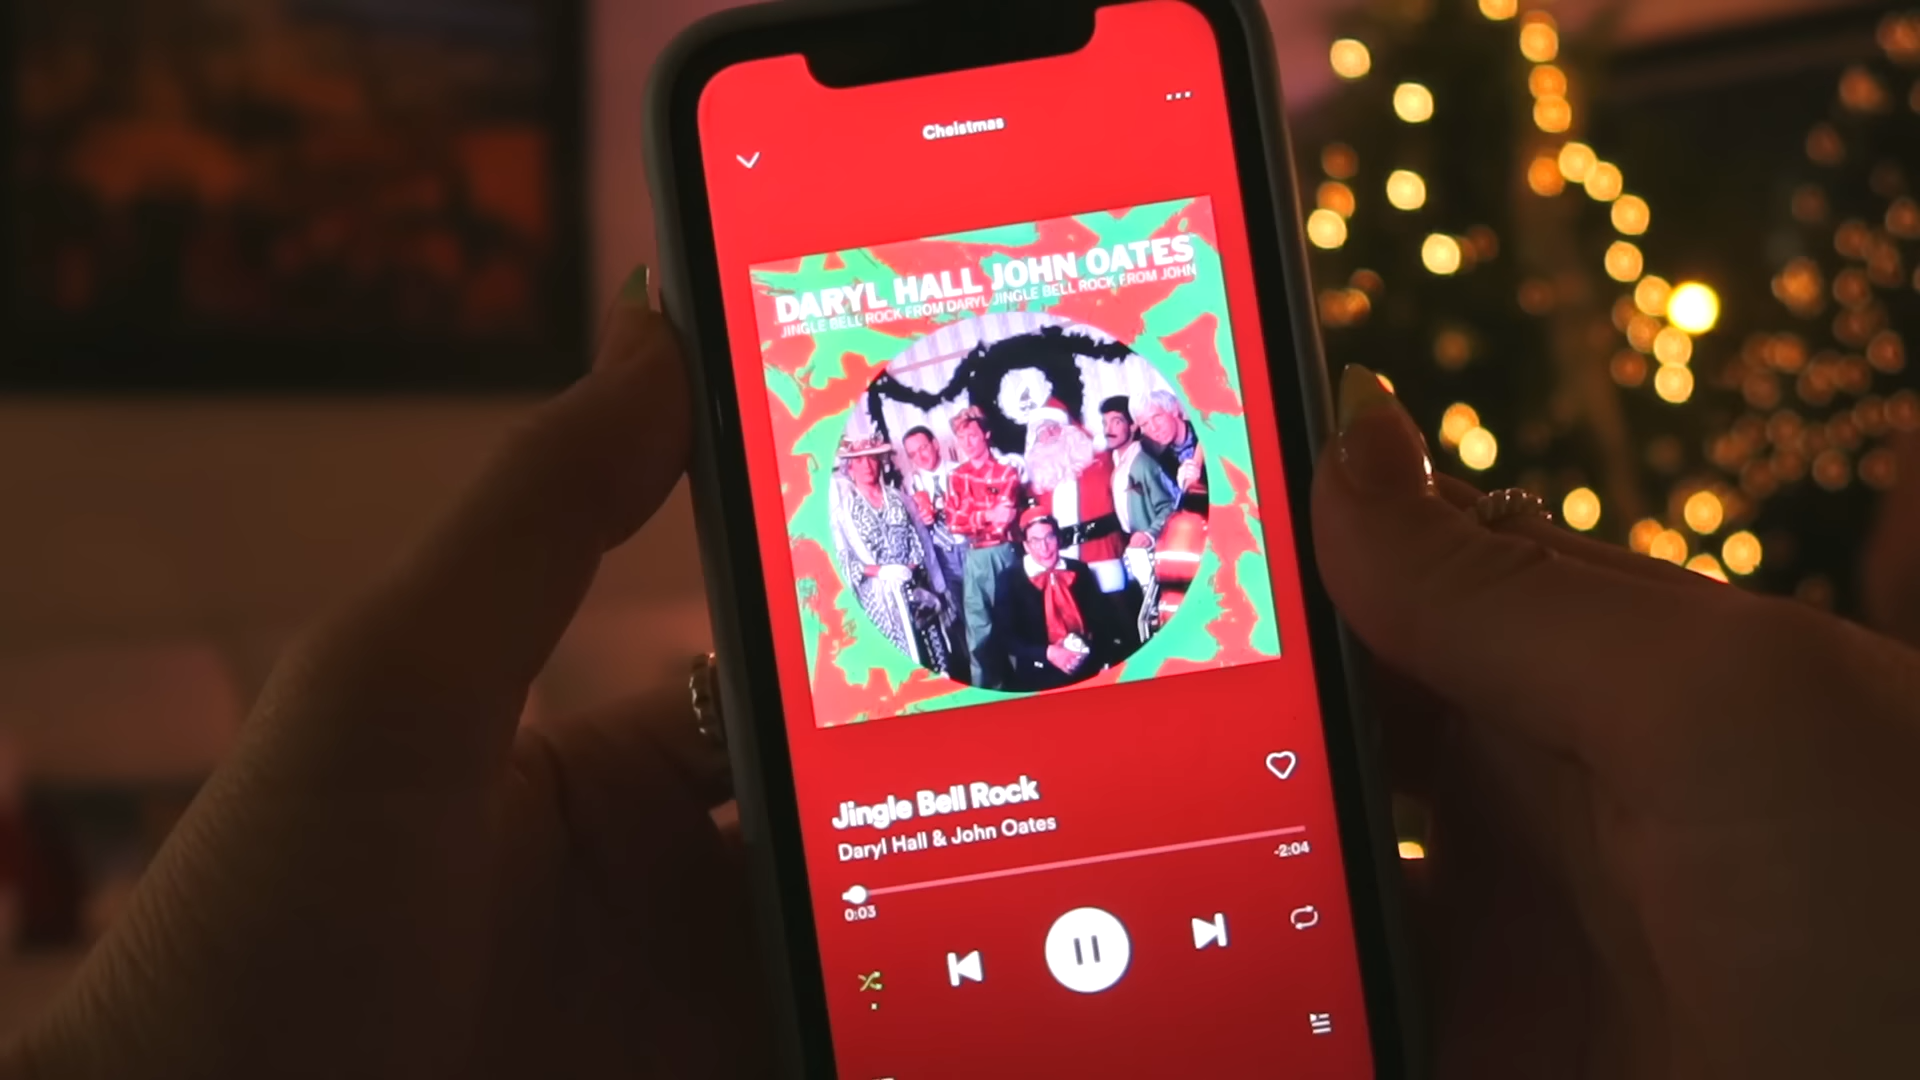 Cheistmas
DARYL HALL JOHN OATES
JINGLE BELL ROCK FROM DARYL JINGLE BELL ROCK FROM JOHN
Jingle Bell Rock
Daryl Hall & John Oates
0:03
-2:04